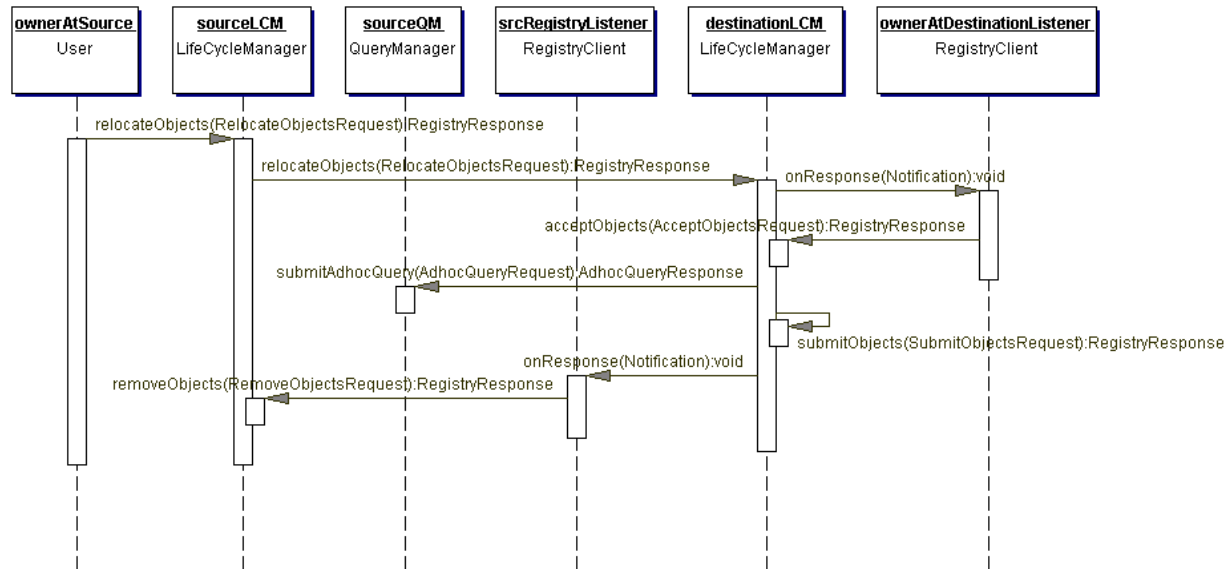 ownerAtSource
User
sourceLCM
LifeCycleManager
sourceQM
QueryManager
srcRegistryListener
RegistryClient
destinationLCM
LifeCycleManager
ownerAtDestinationListener
RegistryClient
relocateObjects(RelocateObjectsRequest):RegistryResponse
relocateObjects(RelocateObjectsRequest):RegistryResponse
onResponse(Notification):void
acceptObjects(AcceptObjectsRequest):RegistryResponse
submitAdhocQuery(AdhocQueryRequest):AdhocQueryResponse
submitObjects(SubmitObjectsRequest):RegistryResponse
onResponse(Notification):void
removeObjects(RemoveObjectsRequest):RegistryResponse